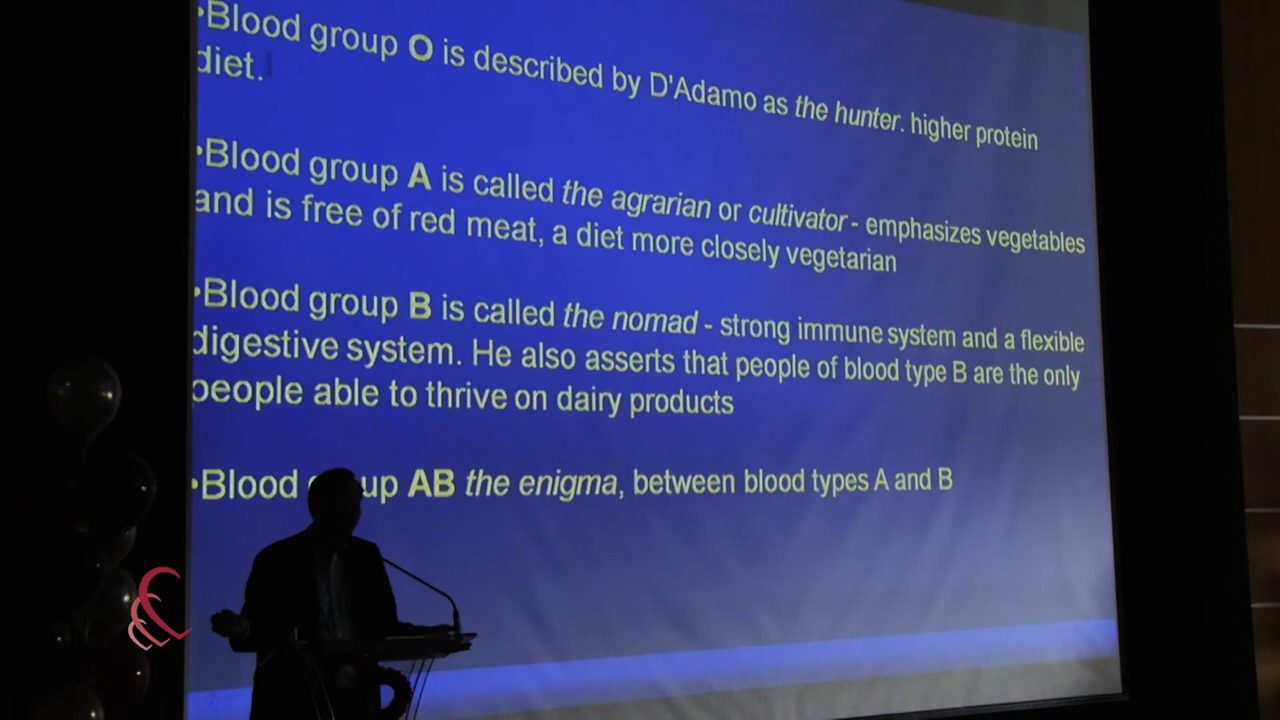 •Blood group O is described by D'Adamo as the hunter. higher protein
diet.
•Blood group A is called the agrarian or cultivator - emphasizes vegetables
and is free of red meat, a diet more closely vegetarian
•Blood group B is called the nomad - strong immune system and a flexible
digestive system. He also asserts that people of blood type B are the only
people able to thrive on dairy products
•Blood up AB the enigma, between blood types A and B